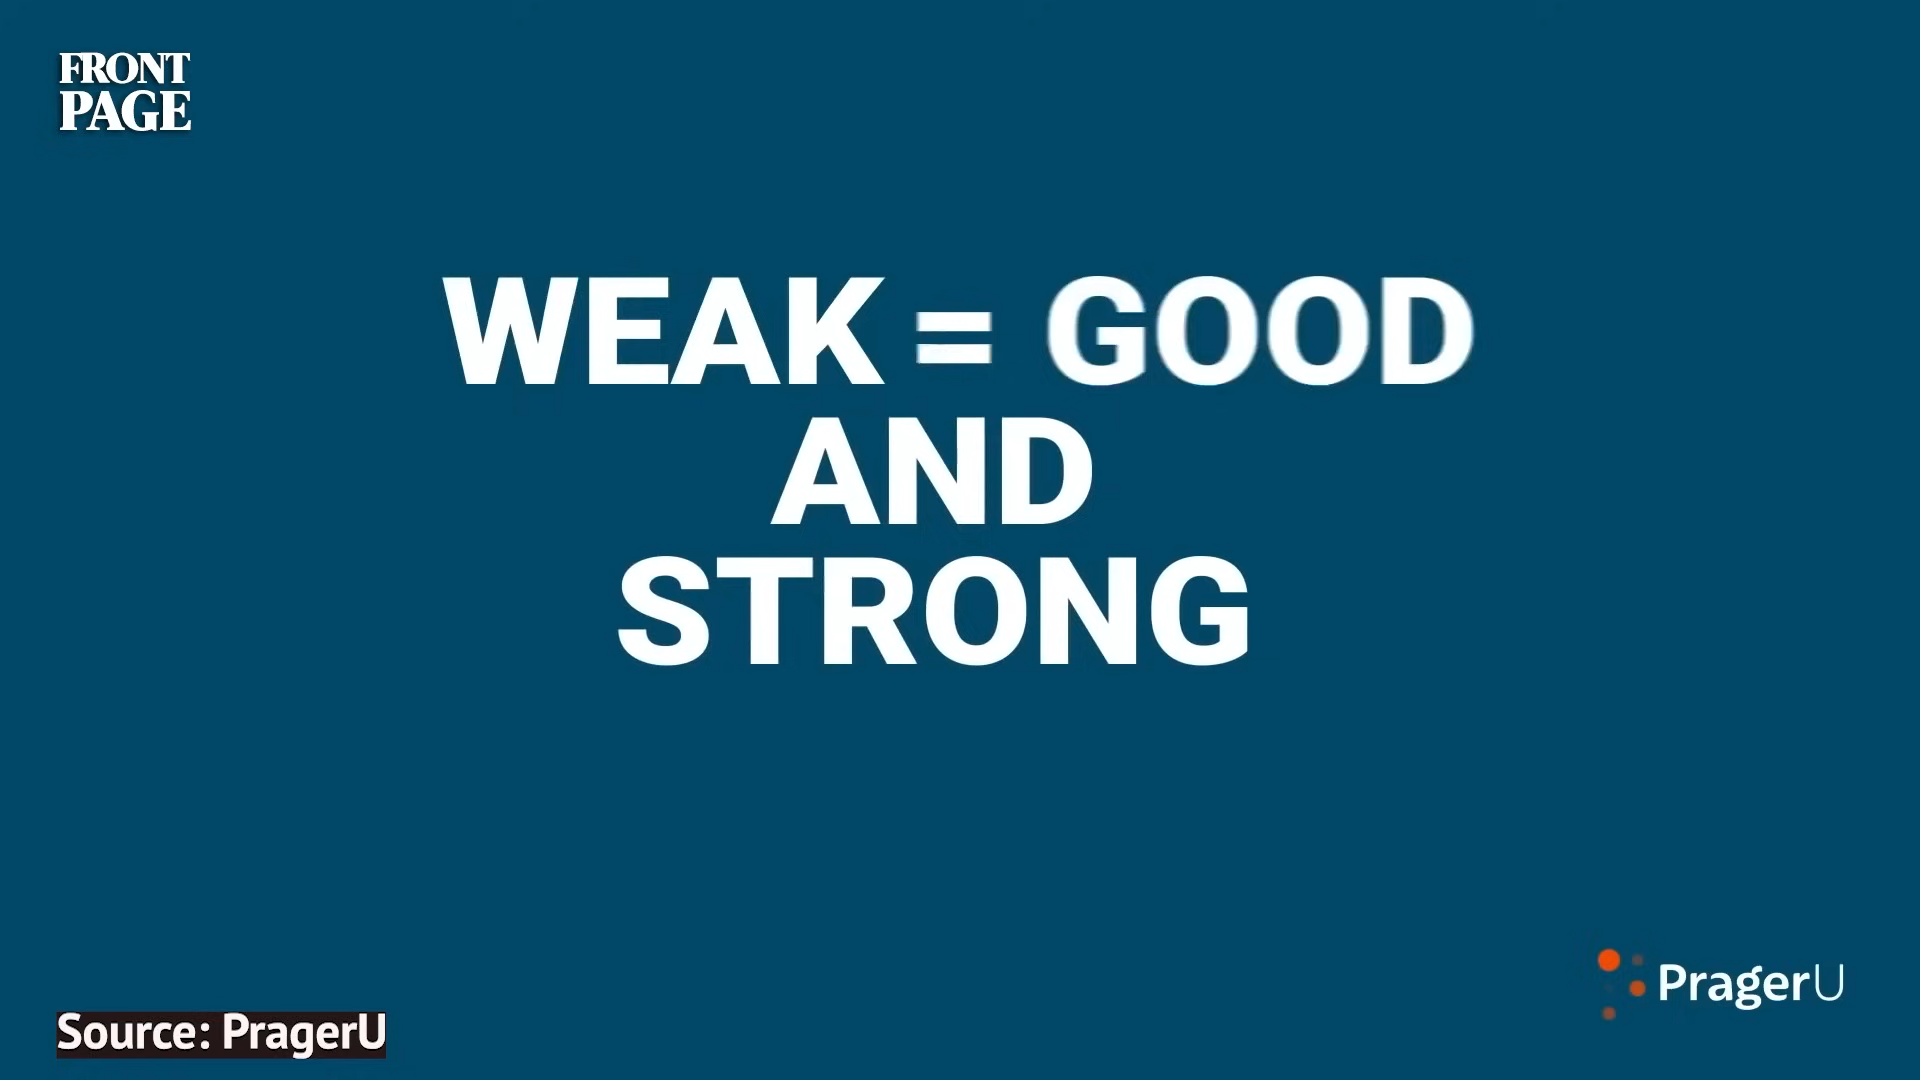 FRONT
PAGE
WEAK = GOOD
AND
STRONG
PragerU
Source: PragerU